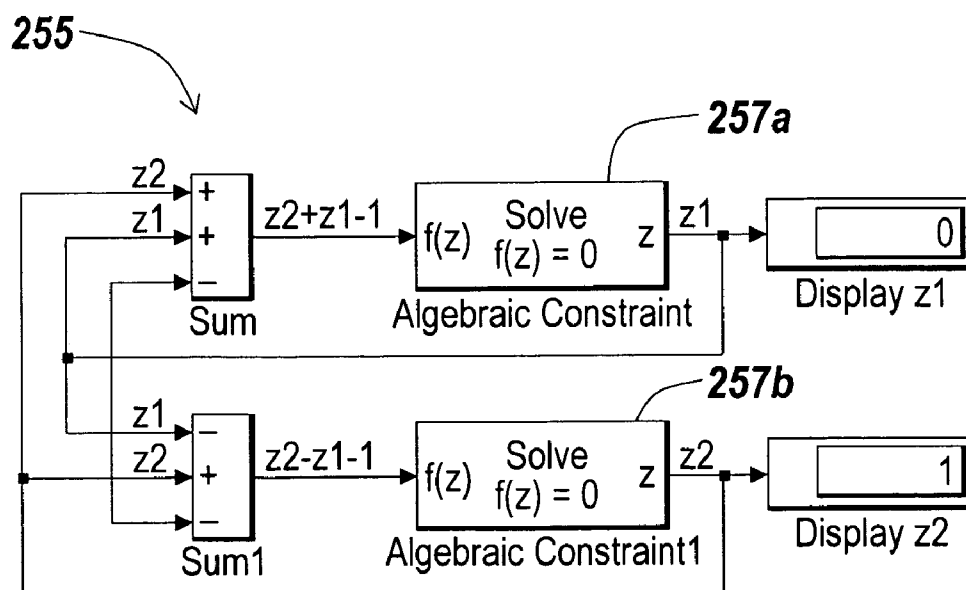 255
257a
z2
+
z1
+
−
z2+z1-1
f(z)
Solve
f(z) = 0
z
z1
0
Sum
Algebraic Constraint
Display z1
257b
z1
−
z2
+
−
z2-z1-1
f(z)
Solve
f(z) = 0
z
z2
1
Sum1
Algebraic Constraint1
Display z2